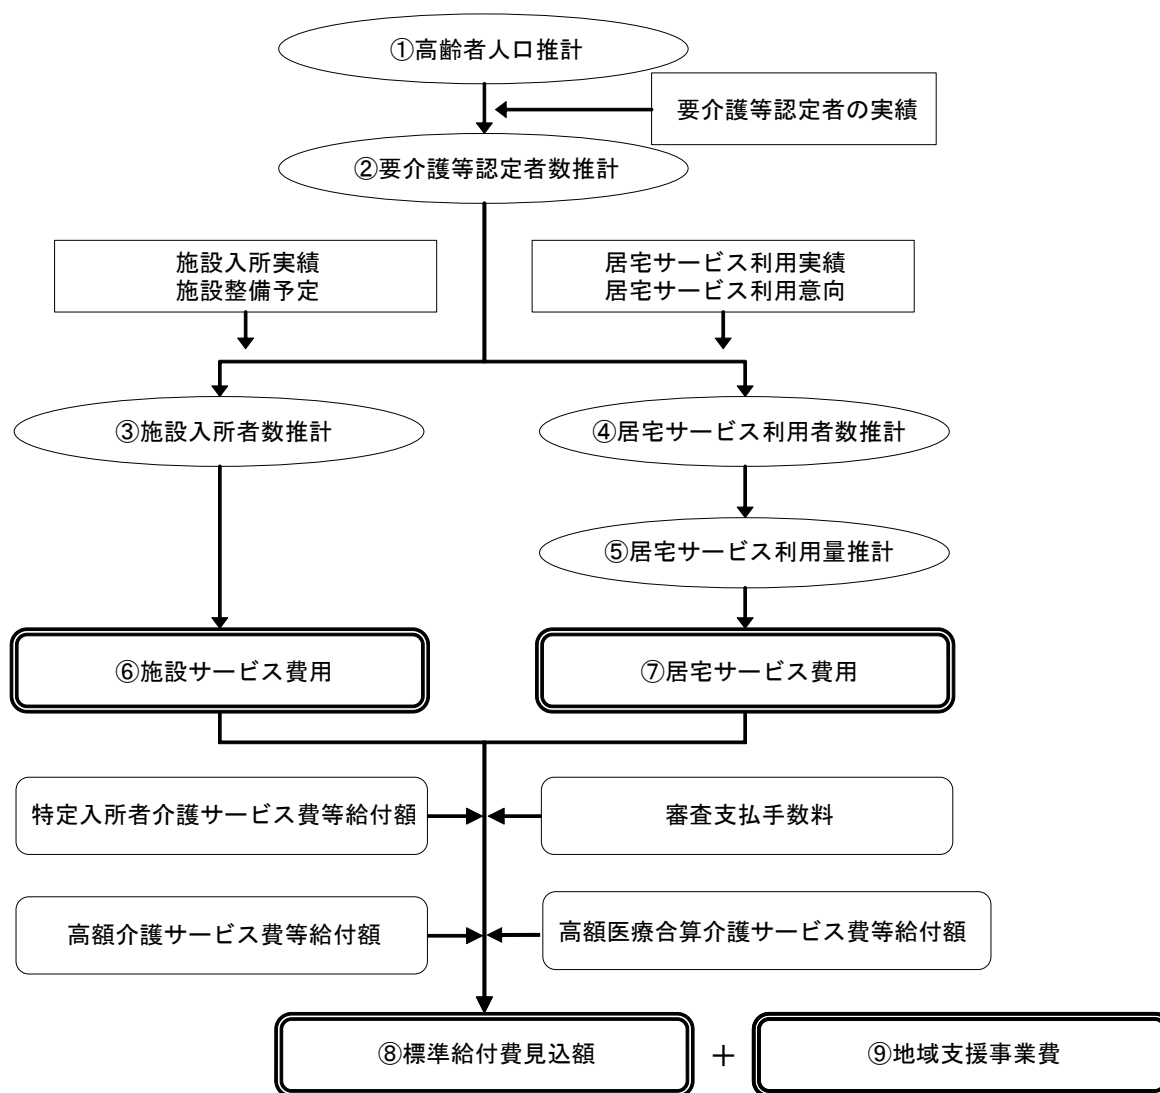 ①高齢者人口推計
要介護等認定者の実績
②要介護等認定者数推計
施設入所実績
施設整備予定
居宅サービス利用実績
居宅サービス利用意向
③施設入所者数推計
④居宅サービス利用者数推計
⑤居宅サービス利用量推計
⑥施設サービス費用
⑦居宅サービス費用
特定入所者介護サービス費等給付額
審査支払手数料
高額介護サービス費等給付額
高額医療合算介護サービス費等給付額
⑧標準給付費見込額
+
⑨地域支援事業費